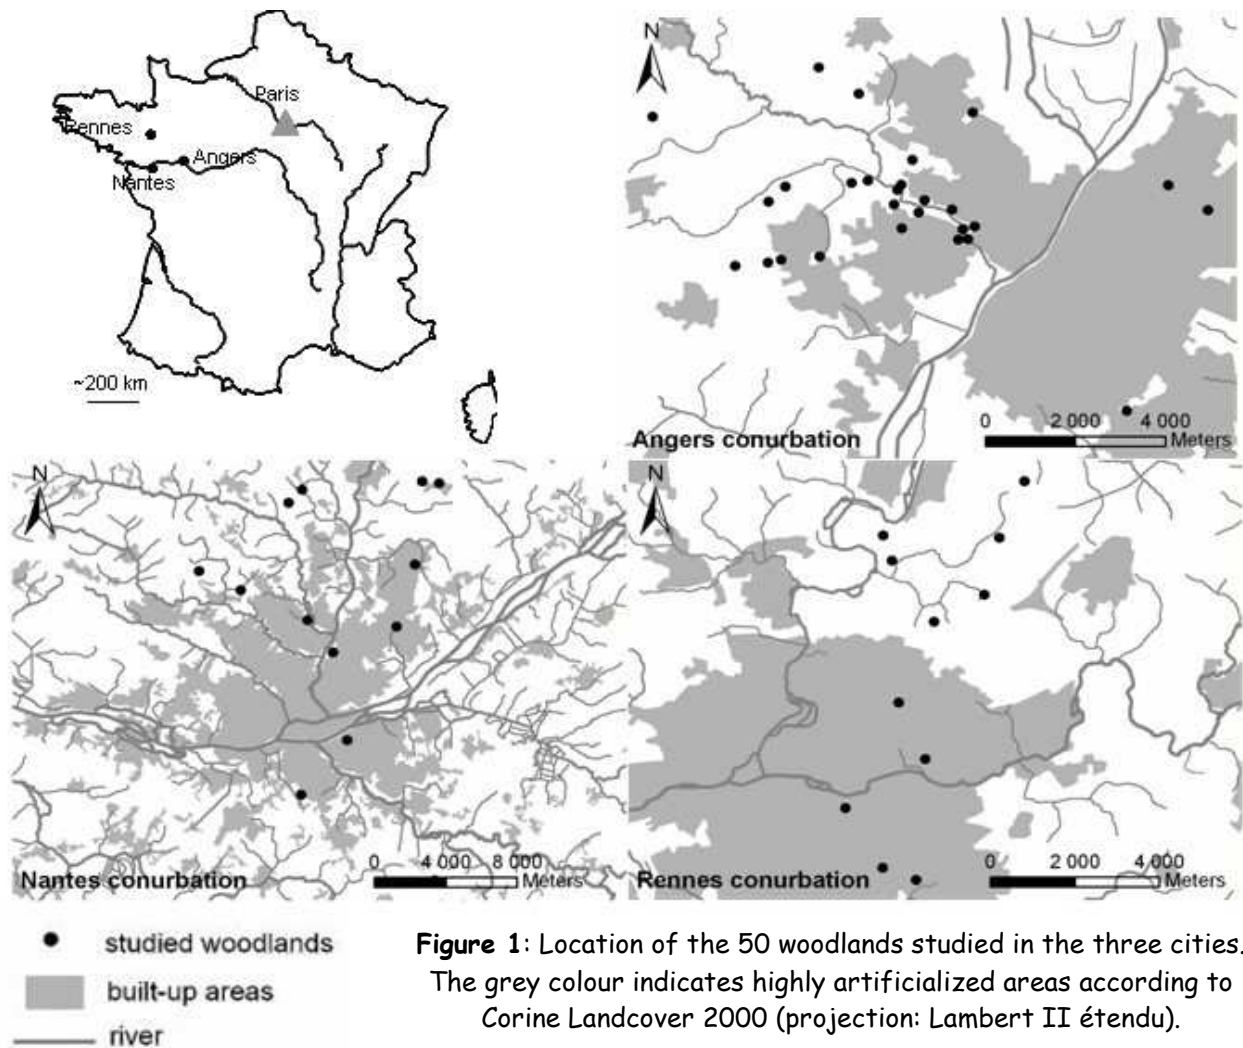 Paris
Rennes
Angers
Nantes
~200 km
N
0 2 000 4 000
Angers conurbation Meters
N
0 4 000 8 000
Nantes conurbation Meters
N
0 2 000 4 000
Rennes conurbation Meters
studied woodlands
built-up areas
river
Figure 1: Location of the 50 woodlands studied in the three cities.
The grey colour indicates highly artificialized areas according to
Corine Landcover 2000 (projection: Lambert II étendu).